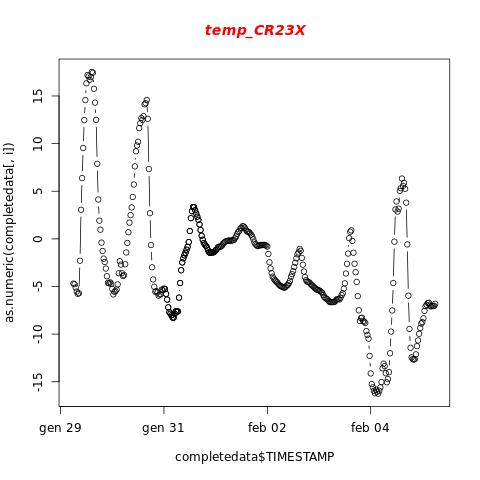 temp_CR23X
as.numeric(completedata[, i])
15
10
5
0
-5
-10
-15
gen 29
gen 31
feb 02
feb 04
completedata$TIMESTAMP